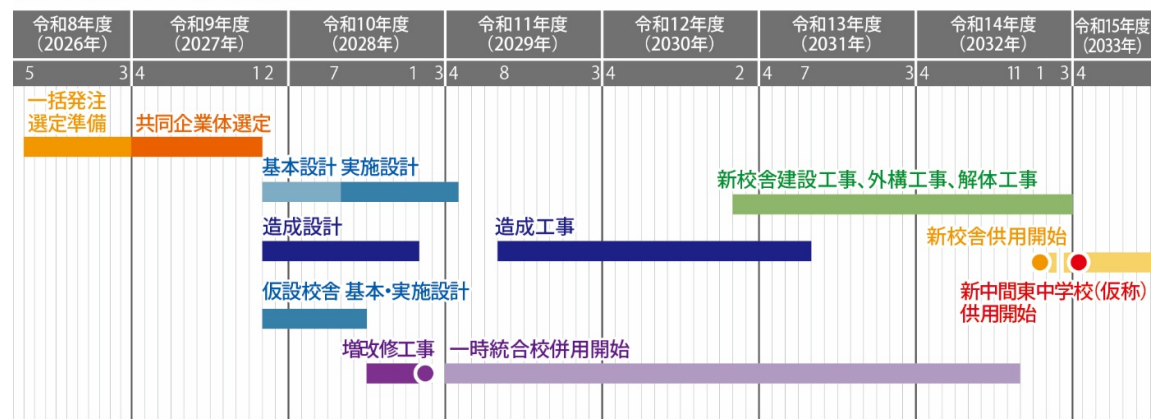 令和8年度 令和9年度 令和10年度 令和11年度 令和12年度 令和13年度 令和14年度 令和15年度
(2026年) (2027年) (2028年) (2029年) (2030年) (2031年) (2032年) (2033年)
5 3 4 12 7 1 3 4 8 3 4 2 4 7 3 4 11 1 3 4
一括発注
選定準備
共同企業体選定
基本設計 実施設計
新校舎建設工事、外構工事、解体工事
造成設計
造成工事
新校舎供用開始
仮設校舎 基本・実施設計
新中間東中学校(仮称)
供用開始
増改修工事
一時統合校併用開始